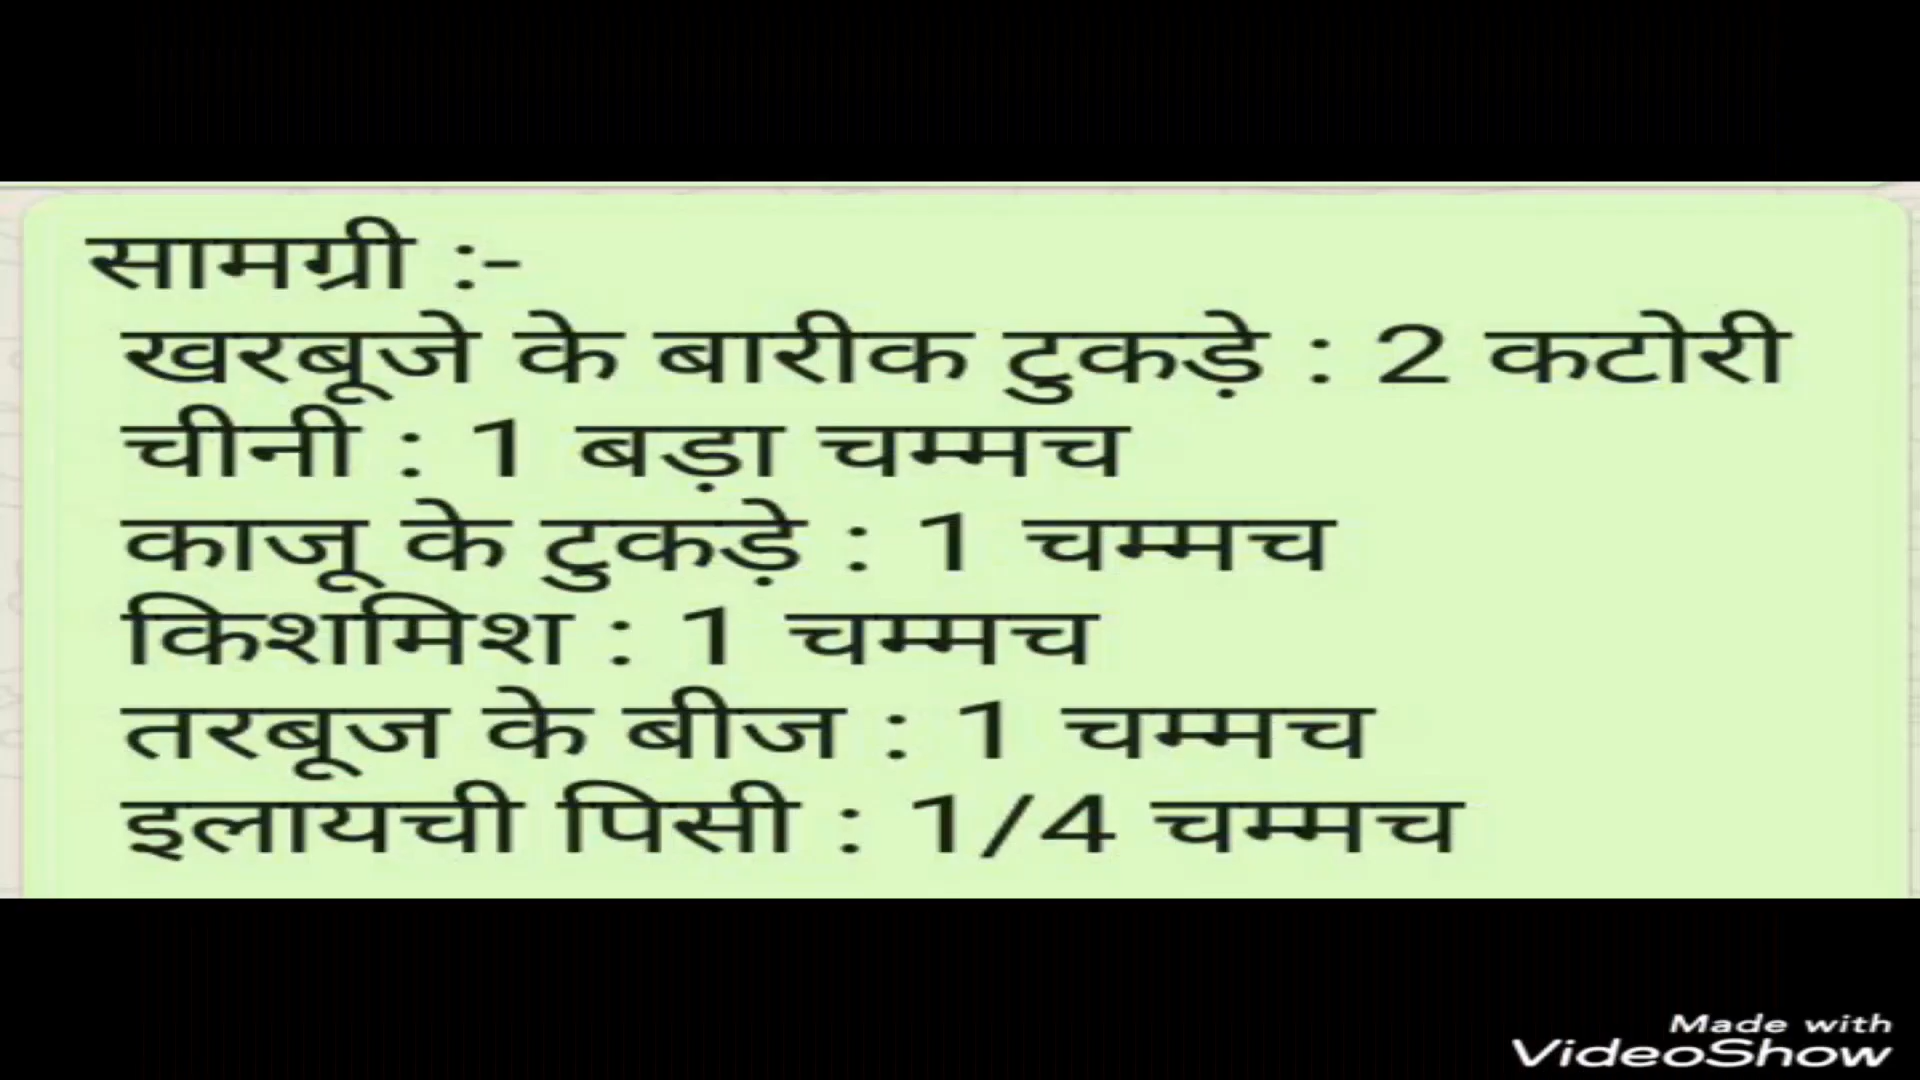 सामग्री :-
खरबूजे के बारीक टुकड़े : 2 कटोरी
चीनी : 1 बड़ा चम्मच
काजू के टुकड़े : 1 चम्मच
किशमिश : 1 चम्मच
तरबूज के बीज : 1 चम्मच
इलायची पिसी : 1/4 चम्मच
Made with
VideoShow